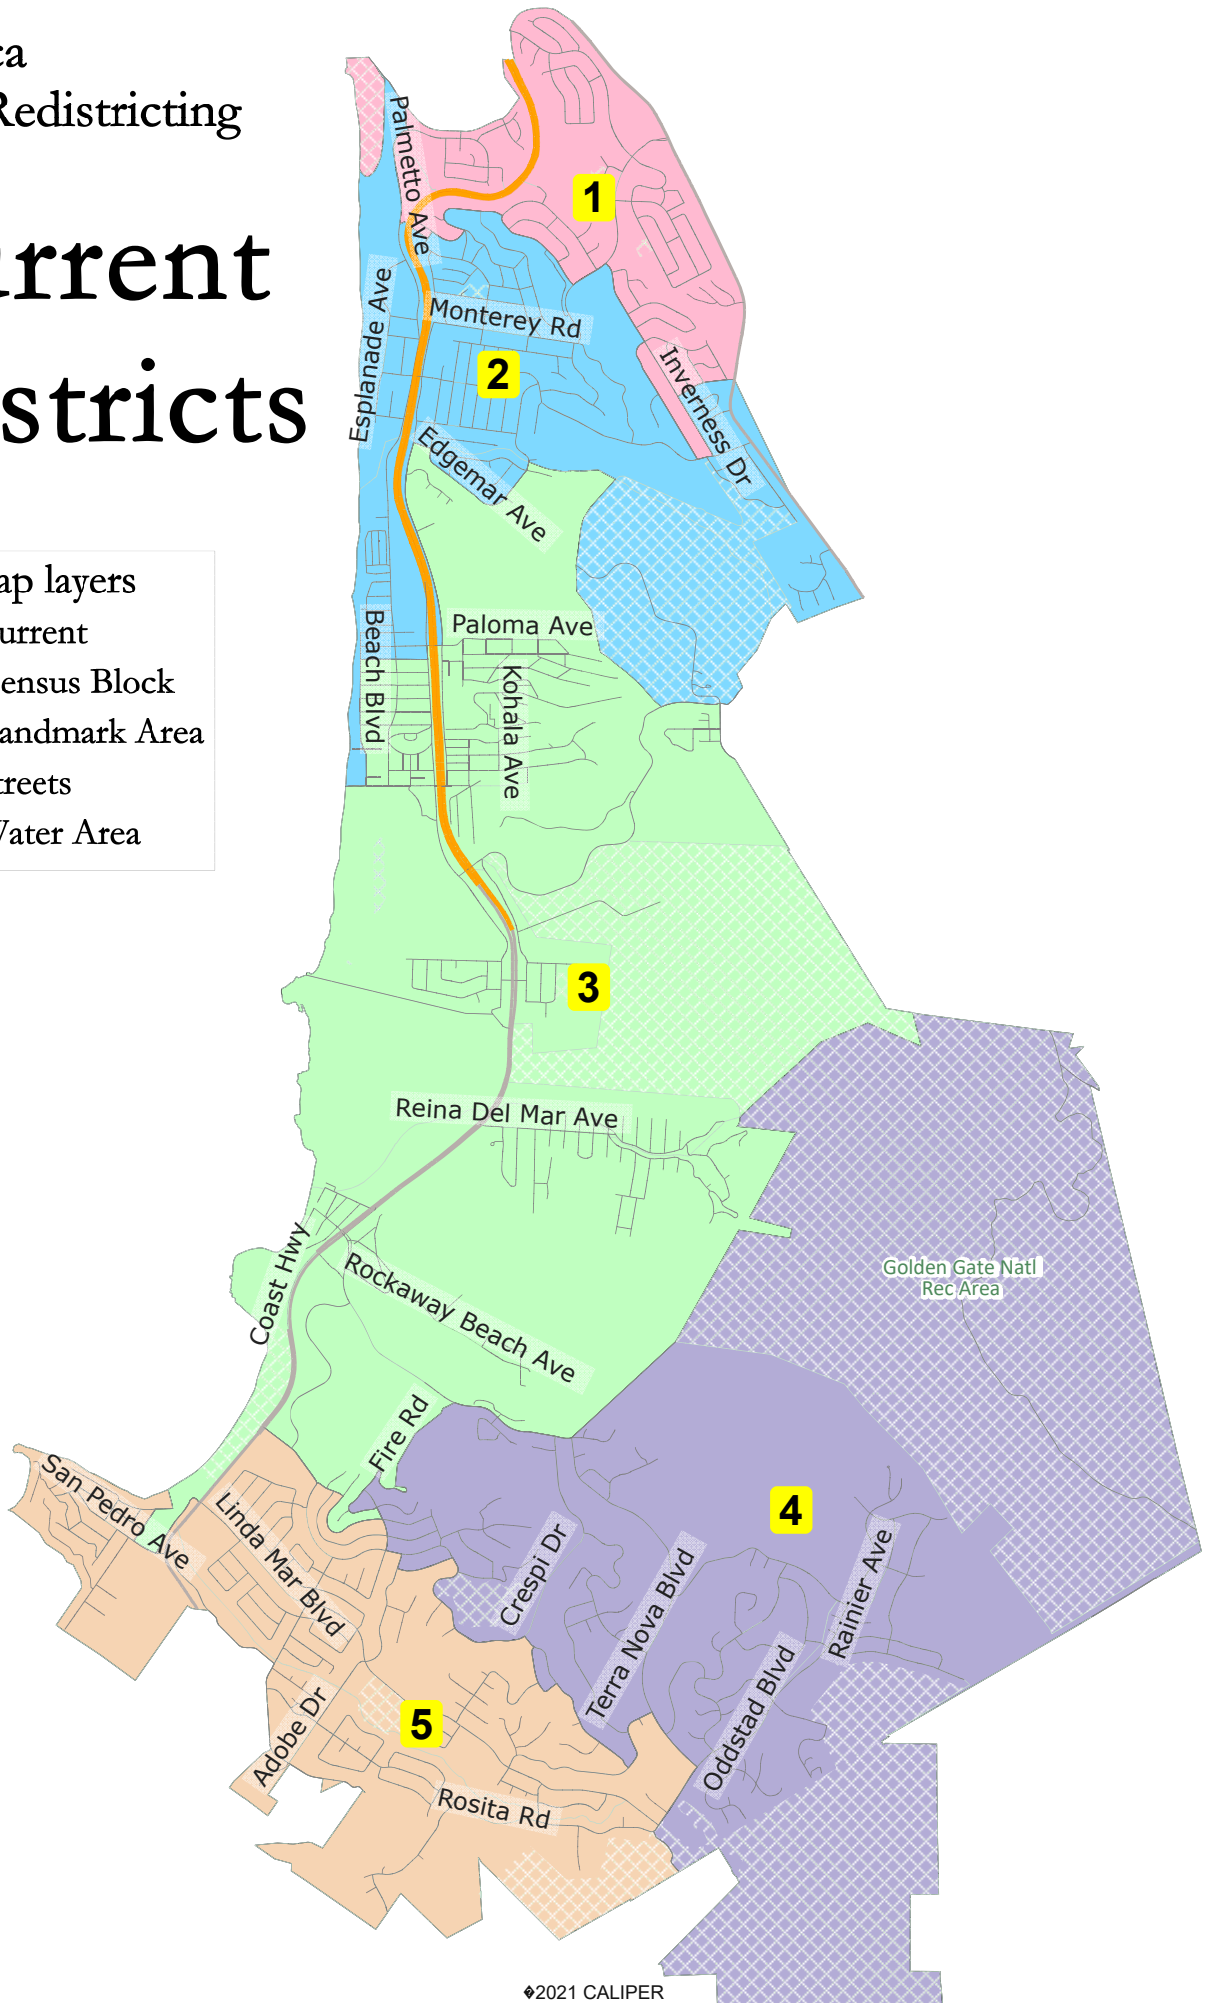 ca
Redistricting
urrent
stricts
ap layers
urrent
ensus Block
andmark Area
treets
Water Area
1
Palmetto Ave
Esplanade Ave
Monterey Rd
2
Inverness Dr
Edgemar Ave
Beach Blvd
Paloma Ave
Kohala Ave
3
Reina Del Mar Ave
Coast Hwy
Rockaway Beach Ave
Golden Gate Natl
Rec Area
Fire Rd
San Pedro Ave
Linda Mar Blvd
4
Crespi Dr
Terra Nova Blvd
Rainier Ave
Oddstad Blvd
Adobe Dr
5
Rosita Rd
�2021 CALIPER